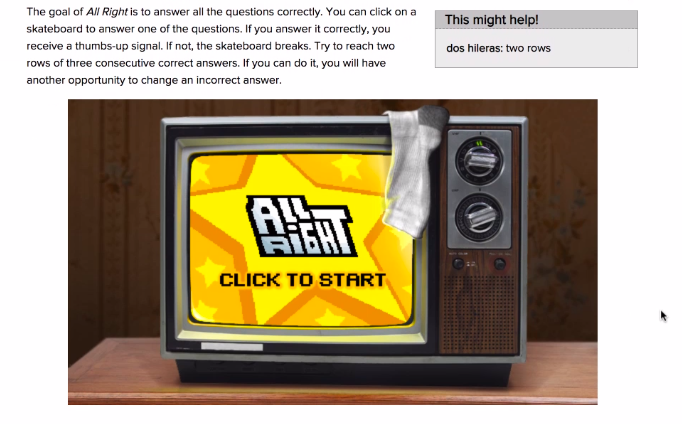 The goal of All Right is to answer all the questions correctly. You can click on a
skateboard to answer one of the questions. If you answer it correctly, you
receive a thumbs-up signal. If not, the skateboard breaks. Try to reach two
rows of three consecutive correct answers. If you can do it, you will have
another opportunity to change an incorrect answer.
This might help!
dos hileras: two rows
ALL
RiGHT
CLICK TO START